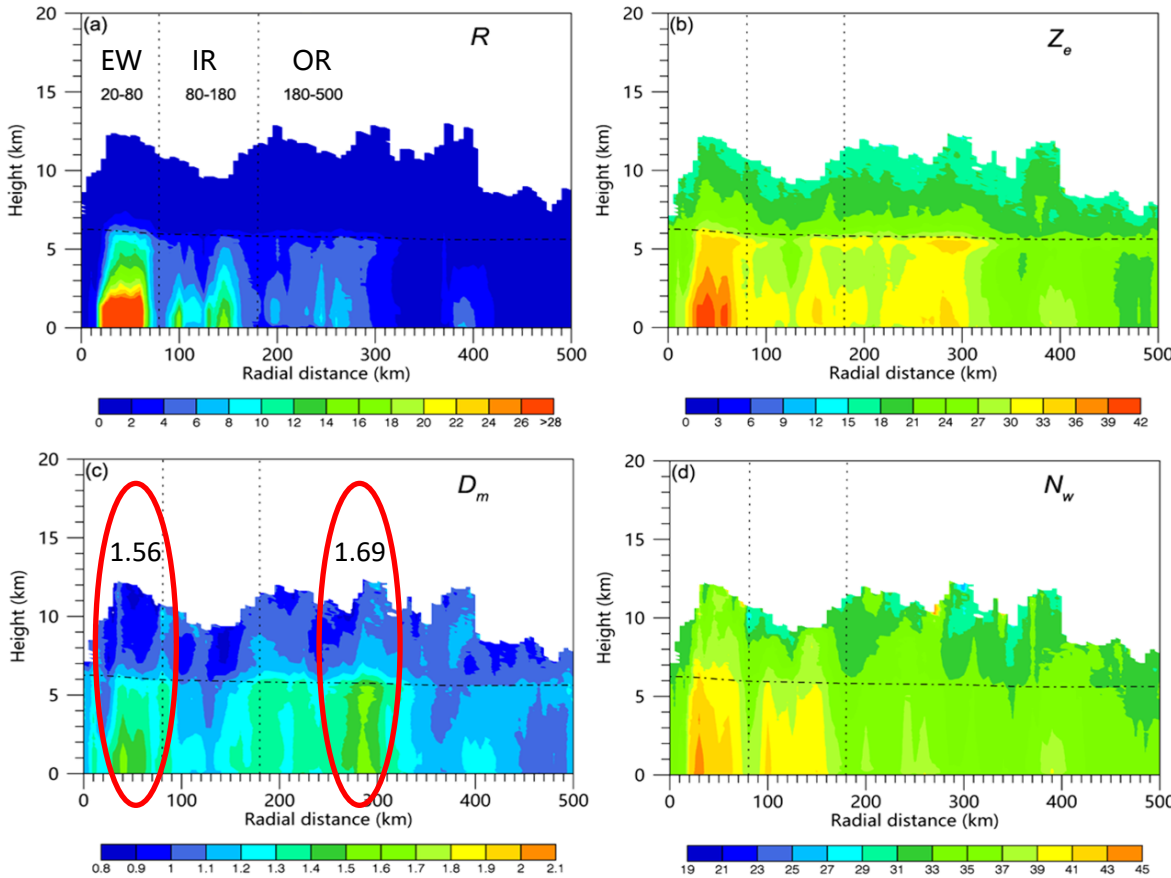 (a)
R
EW IR OR
20-80 80-180 180-500
20
15
10
5
0
Height (km)
0 100 200 300 400 500
Radial distance (km)
0 2 4 6 8 10 12 14 16 18 20 22 24 26 >28
(b)
Ze
20
15
10
5
0
Height (km)
0 100 200 300 400 500
Radial distance (km)
0 3 6 9 12 15 18 21 24 27 30 33 36 39 42
(c)
Dm
1.56 1.69
20
15
10
5
0
Height (km)
0 100 200 300 400 500
Radial distance (km)
0.8 0.9 1 1.1 1.2 1.3 1.4 1.5 1.6 1.7 1.8 1.9 2 2.1
(d)
Nw
20
15
10
5
0
Height (km)
0 100 200 300 400 500
Radial distance (km)
19 21 23 25 27 29 31 33 35 37 39 41 43 45